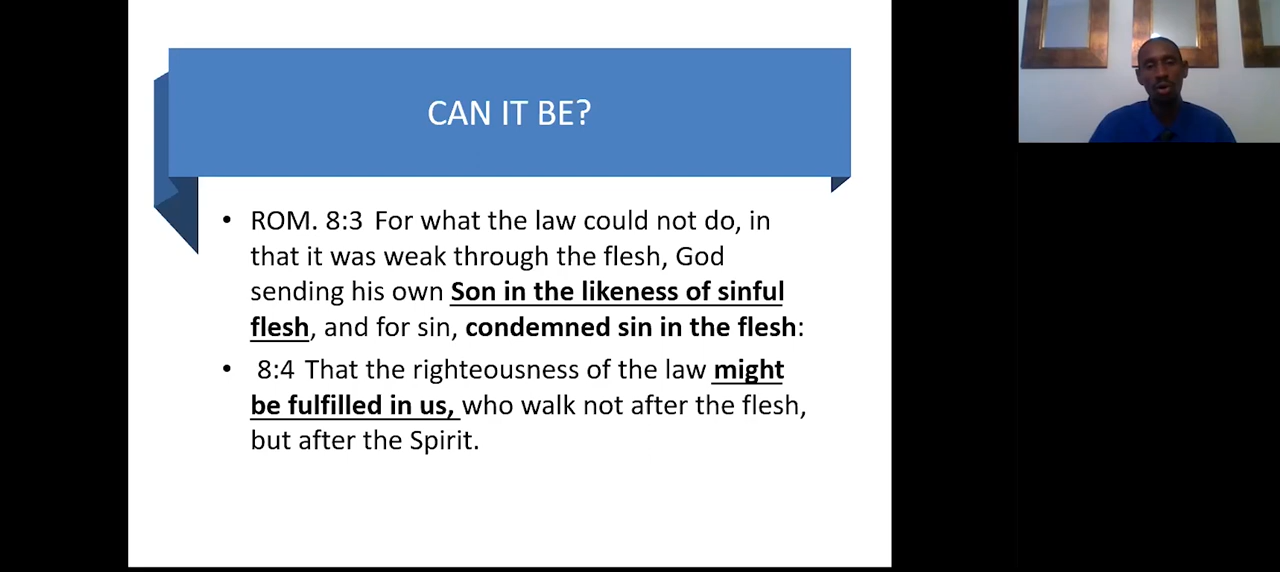 CAN IT BE?
• ROM. 8:3 For what the law could not do, in
that it was weak through the flesh, God
sending his own Son in the likeness of sinful
flesh, and for sin, condemned sin in the flesh:
• 8:4 That the righteousness of the law might
be fulfilled in us, who walk not after the flesh,
but after the Spirit.